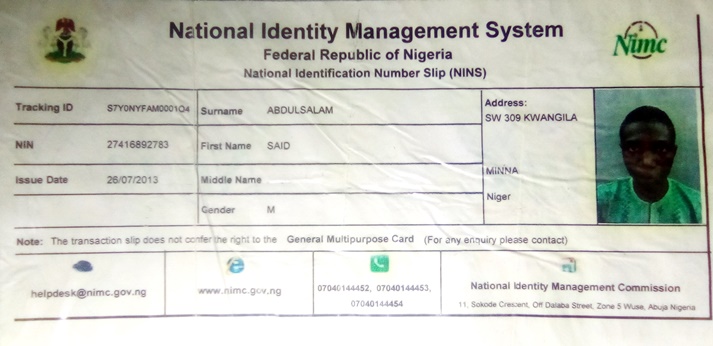 National Identity Management System
Federal Republic of Nigeria
National Identification Number Slip (NINS)
Nimc
Tracking ID S7Y0NYFAM0001O4
Surname ABDULSALAM
Address:
SW 309 KWANGILA
NIN 27416892783
First Name SAID
Issue Date 26/07/2013
Middle Name
MINNA
Gender M
Niger
Note: The transaction slip does not confer the right to the General Multipurpose Card (For any enquiry please contact)
helpdesk@nimc.gov.ng
www.nimc.gov.ng
07040144452, 07040144453,
07040144454
National Identity Management Commission
11, Sokode Crescent, Off Dalaba Street, Zone 5 Wuse, Abuja Nigeria